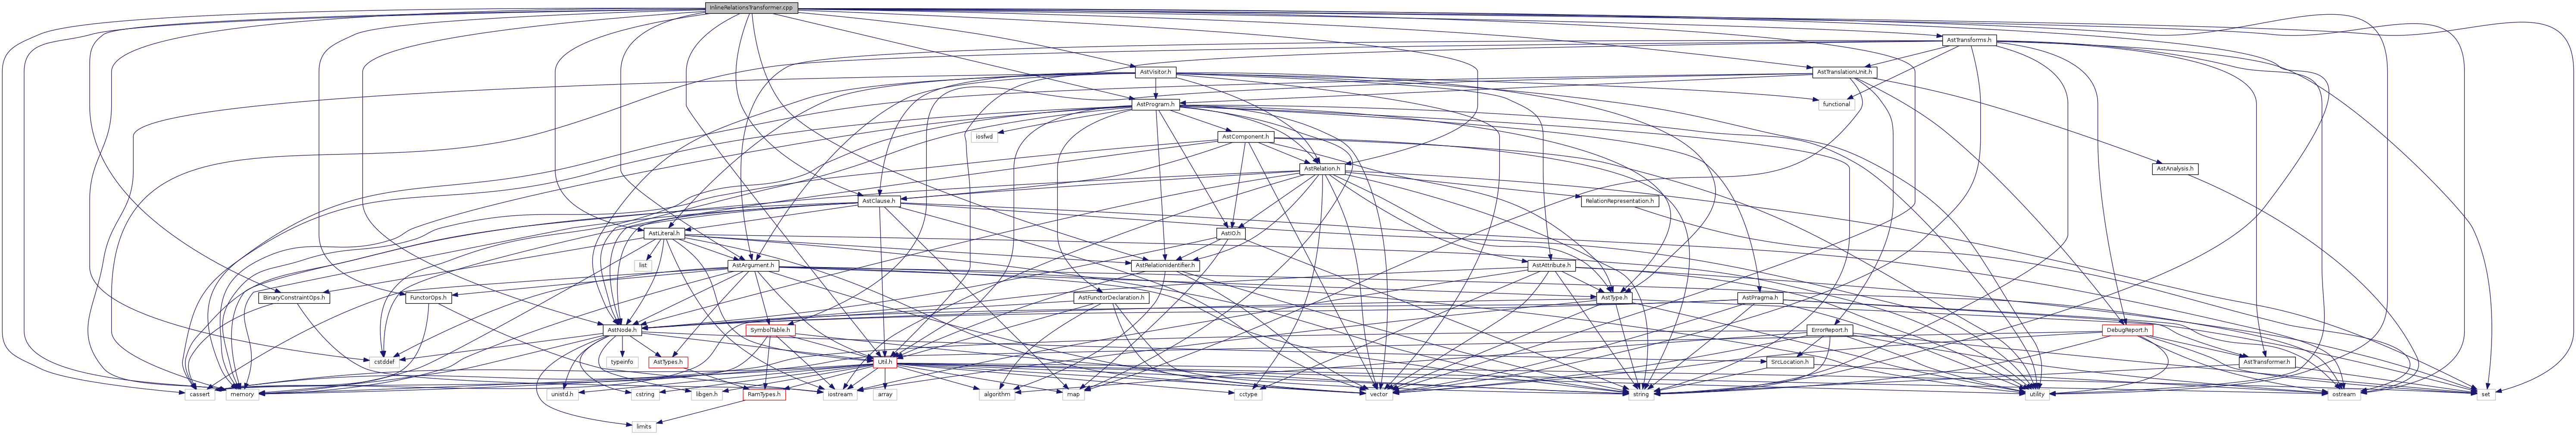 InlineRelationsTransformer.cpp
AstTransforms.h
AstVisitor.h
AstTranslationUnit.h
AstProgram.h
functional
iosfwd
AstComponent.h
AstRelation.h
AstAnalysis.h
AstClause.h
RelationRepresentation.h
AstLiteral.h
AstIO.h
list
AstArgument.h
AstRelationIdentifier.h
AstAttribute.h
BinaryConstraintOps.h
FunctorOps.h
AstFunctorDeclaration.h
AstType.h
AstPragma.h
AstNode.h
SymbolTable.h
ErrorReport.h
DebugReport.h
cstddef
typeinfo
AstTypes.h
Util.h
SrcLocation.h
AstTransformer.h
cassert
memory
unistd.h
cstring
libgen.h
RamTypes.h
iostream
array
algorithm
map
cctype
vector
string
utility
ostream
set
limits